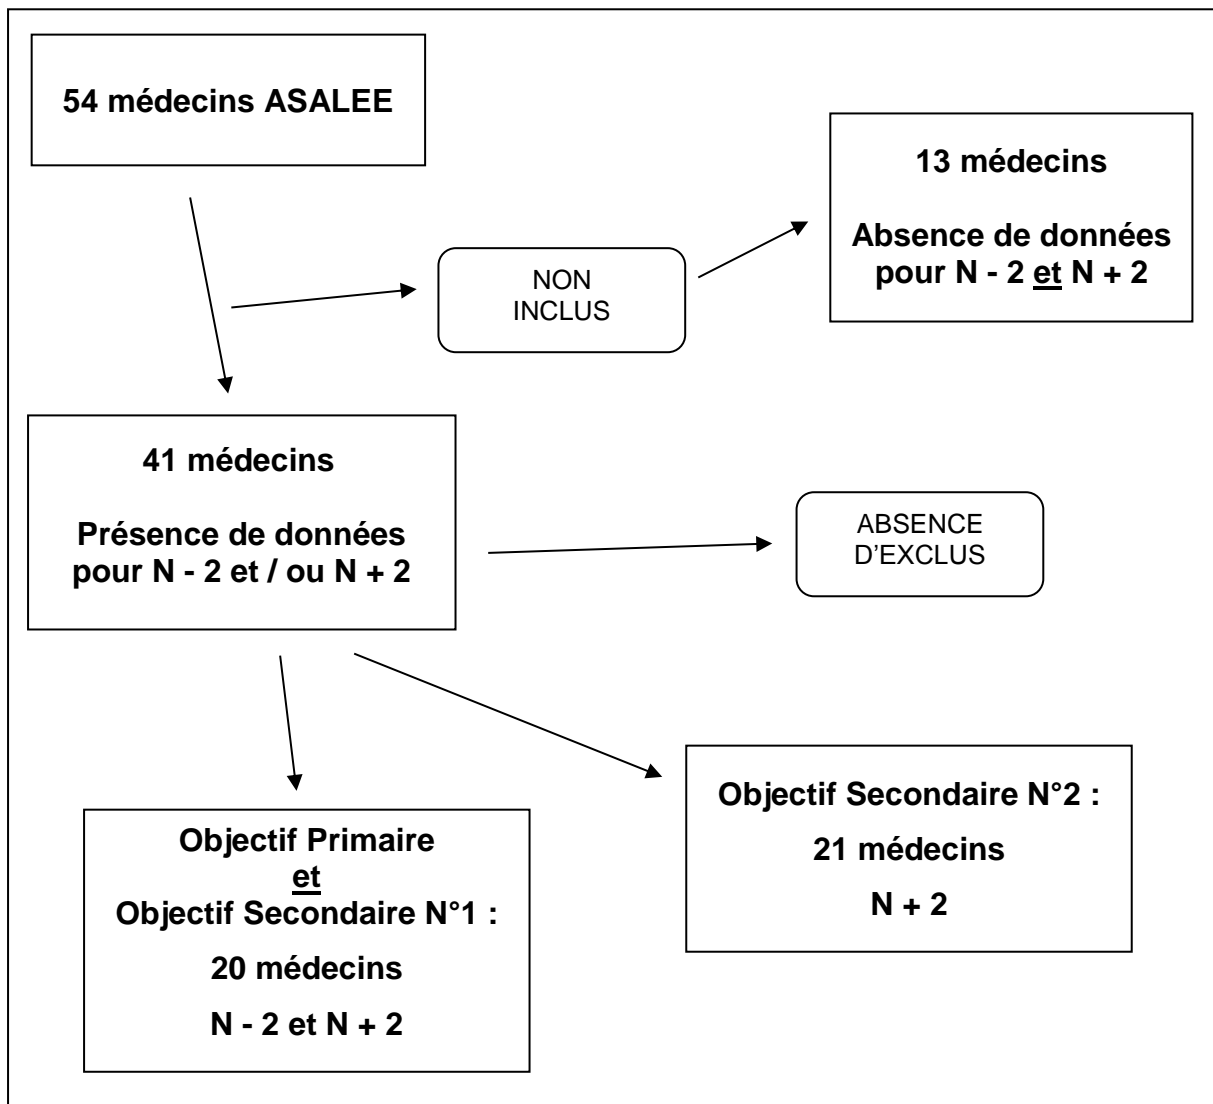 54 médecins ASALEE
13 médecins
Absence de données
pour N - 2 et N + 2
NON
INCLUS
41 médecins
Présence de données
pour N - 2 et / ou N + 2
ABSENCE
D’EXCLUS
Objectif Primaire
et
Objectif Secondaire N°1 :
20 médecins
N - 2 et N + 2
Objectif Secondaire N°2 :
21 médecins
N + 2